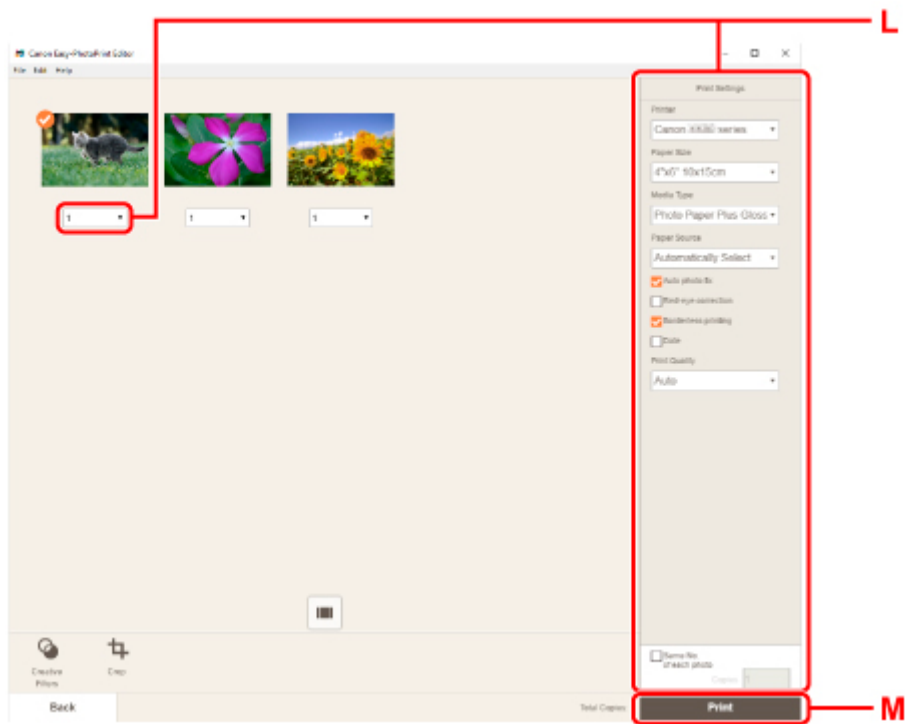 L
Canon Easy-PhotoPrint Editor
File Edit Help
Print Settings
Printer
Canon XX00 series
Paper Size
4"x6" 10x15cm
1
1
1
Media Type
Photo Paper Plus Gloss
Paper Source
Automatically Select
Auto photo fix
Red-eye correction
Borderless printing
Date
Print Quality
Auto
Creative
Filters
Crop
Same No.
of each photo
Copies 1
Back
Total Copies:
Print
M